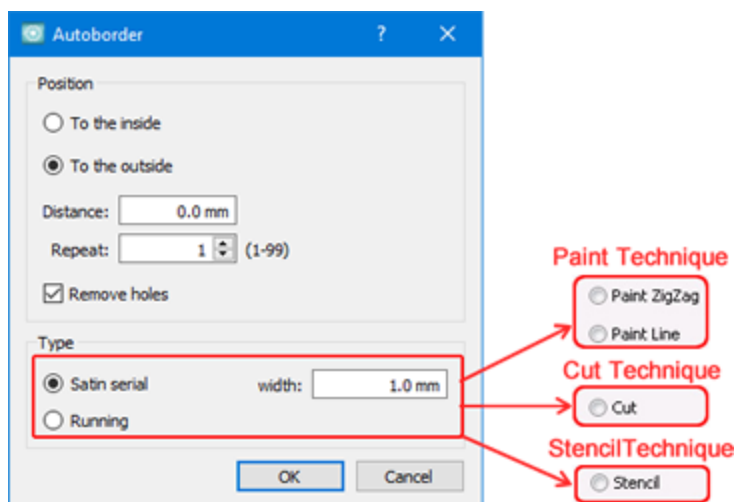 Autoborder
Position
To the inside
To the outside
Distance: 0.0 mm
Repeat: 1 (1-99)
Remove holes
Type
Satin serial width: 1.0 mm
Running
OK Cancel
Paint Technique
Paint ZigZag
Paint Line
Cut Technique
Cut
StencilTechnique
Stencil